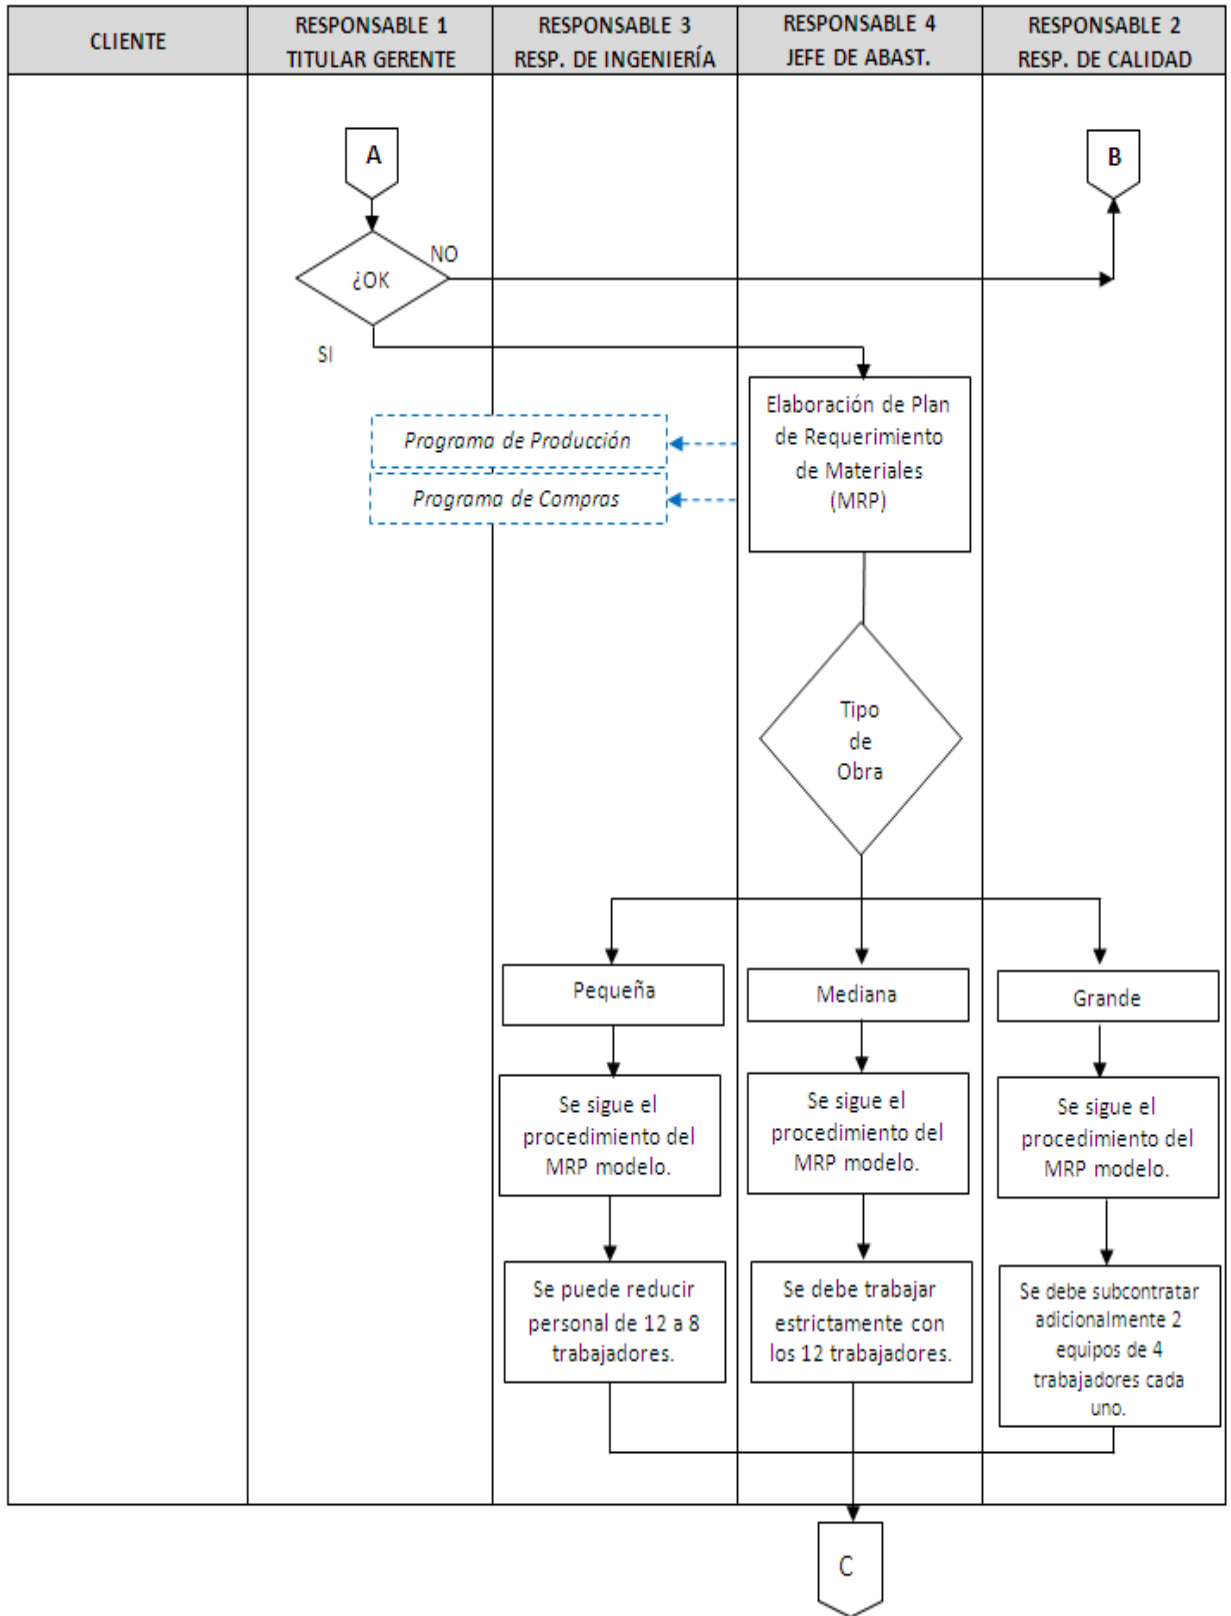 CLIENTE
RESPONSABLE 1
TITULAR GERENTE
RESPONSABLE 3
RESP. DE INGENIERÍA
RESPONSABLE 4
JEFE DE ABAST.
RESPONSABLE 2
RESP. DE CALIDAD
A
B
¿OK
NO
SI
Elaboración de Plan
de Requerimiento
de Materiales
(MRP)
Programa de Producción
Programa de Compras
Tipo
de
Obra
Pequeña
Mediana
Grande
Se sigue el
procedimiento del
MRP modelo.
Se sigue el
procedimiento del
MRP modelo.
Se sigue el
procedimiento del
MRP modelo.
Se puede reducir
personal de 12 a 8
trabajadores.
Se debe trabajar
estrictamente con
los 12 trabajadores.
Se debe subcontratar
adicionalmente 2
equipos de 4
trabajadores cada
uno.
C